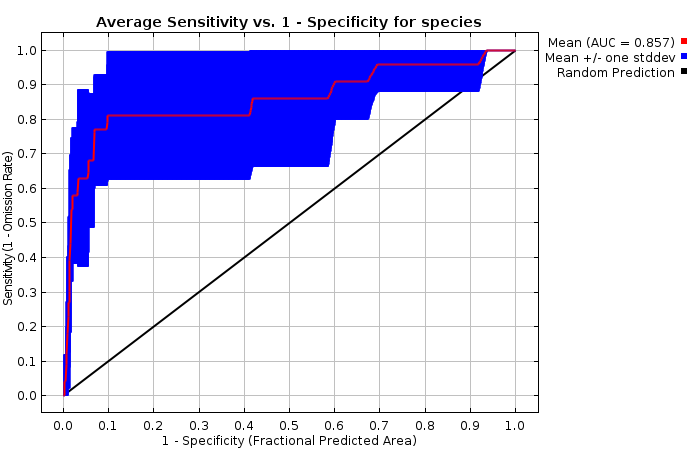 Average Sensitivity vs. 1 - Specificity for species
Mean (AUC = 0.857)
Mean +/- one stddev
Random Prediction
Sensitivity (1 - Omission Rate)
1.0
0.9
0.8
0.7
0.6
0.5
0.4
0.3
0.2
0.1
0.0
0.0 0.1 0.2 0.3 0.4 0.5 0.6 0.7 0.8 0.9 1.0
1 - Specificity (Fractional Predicted Area)